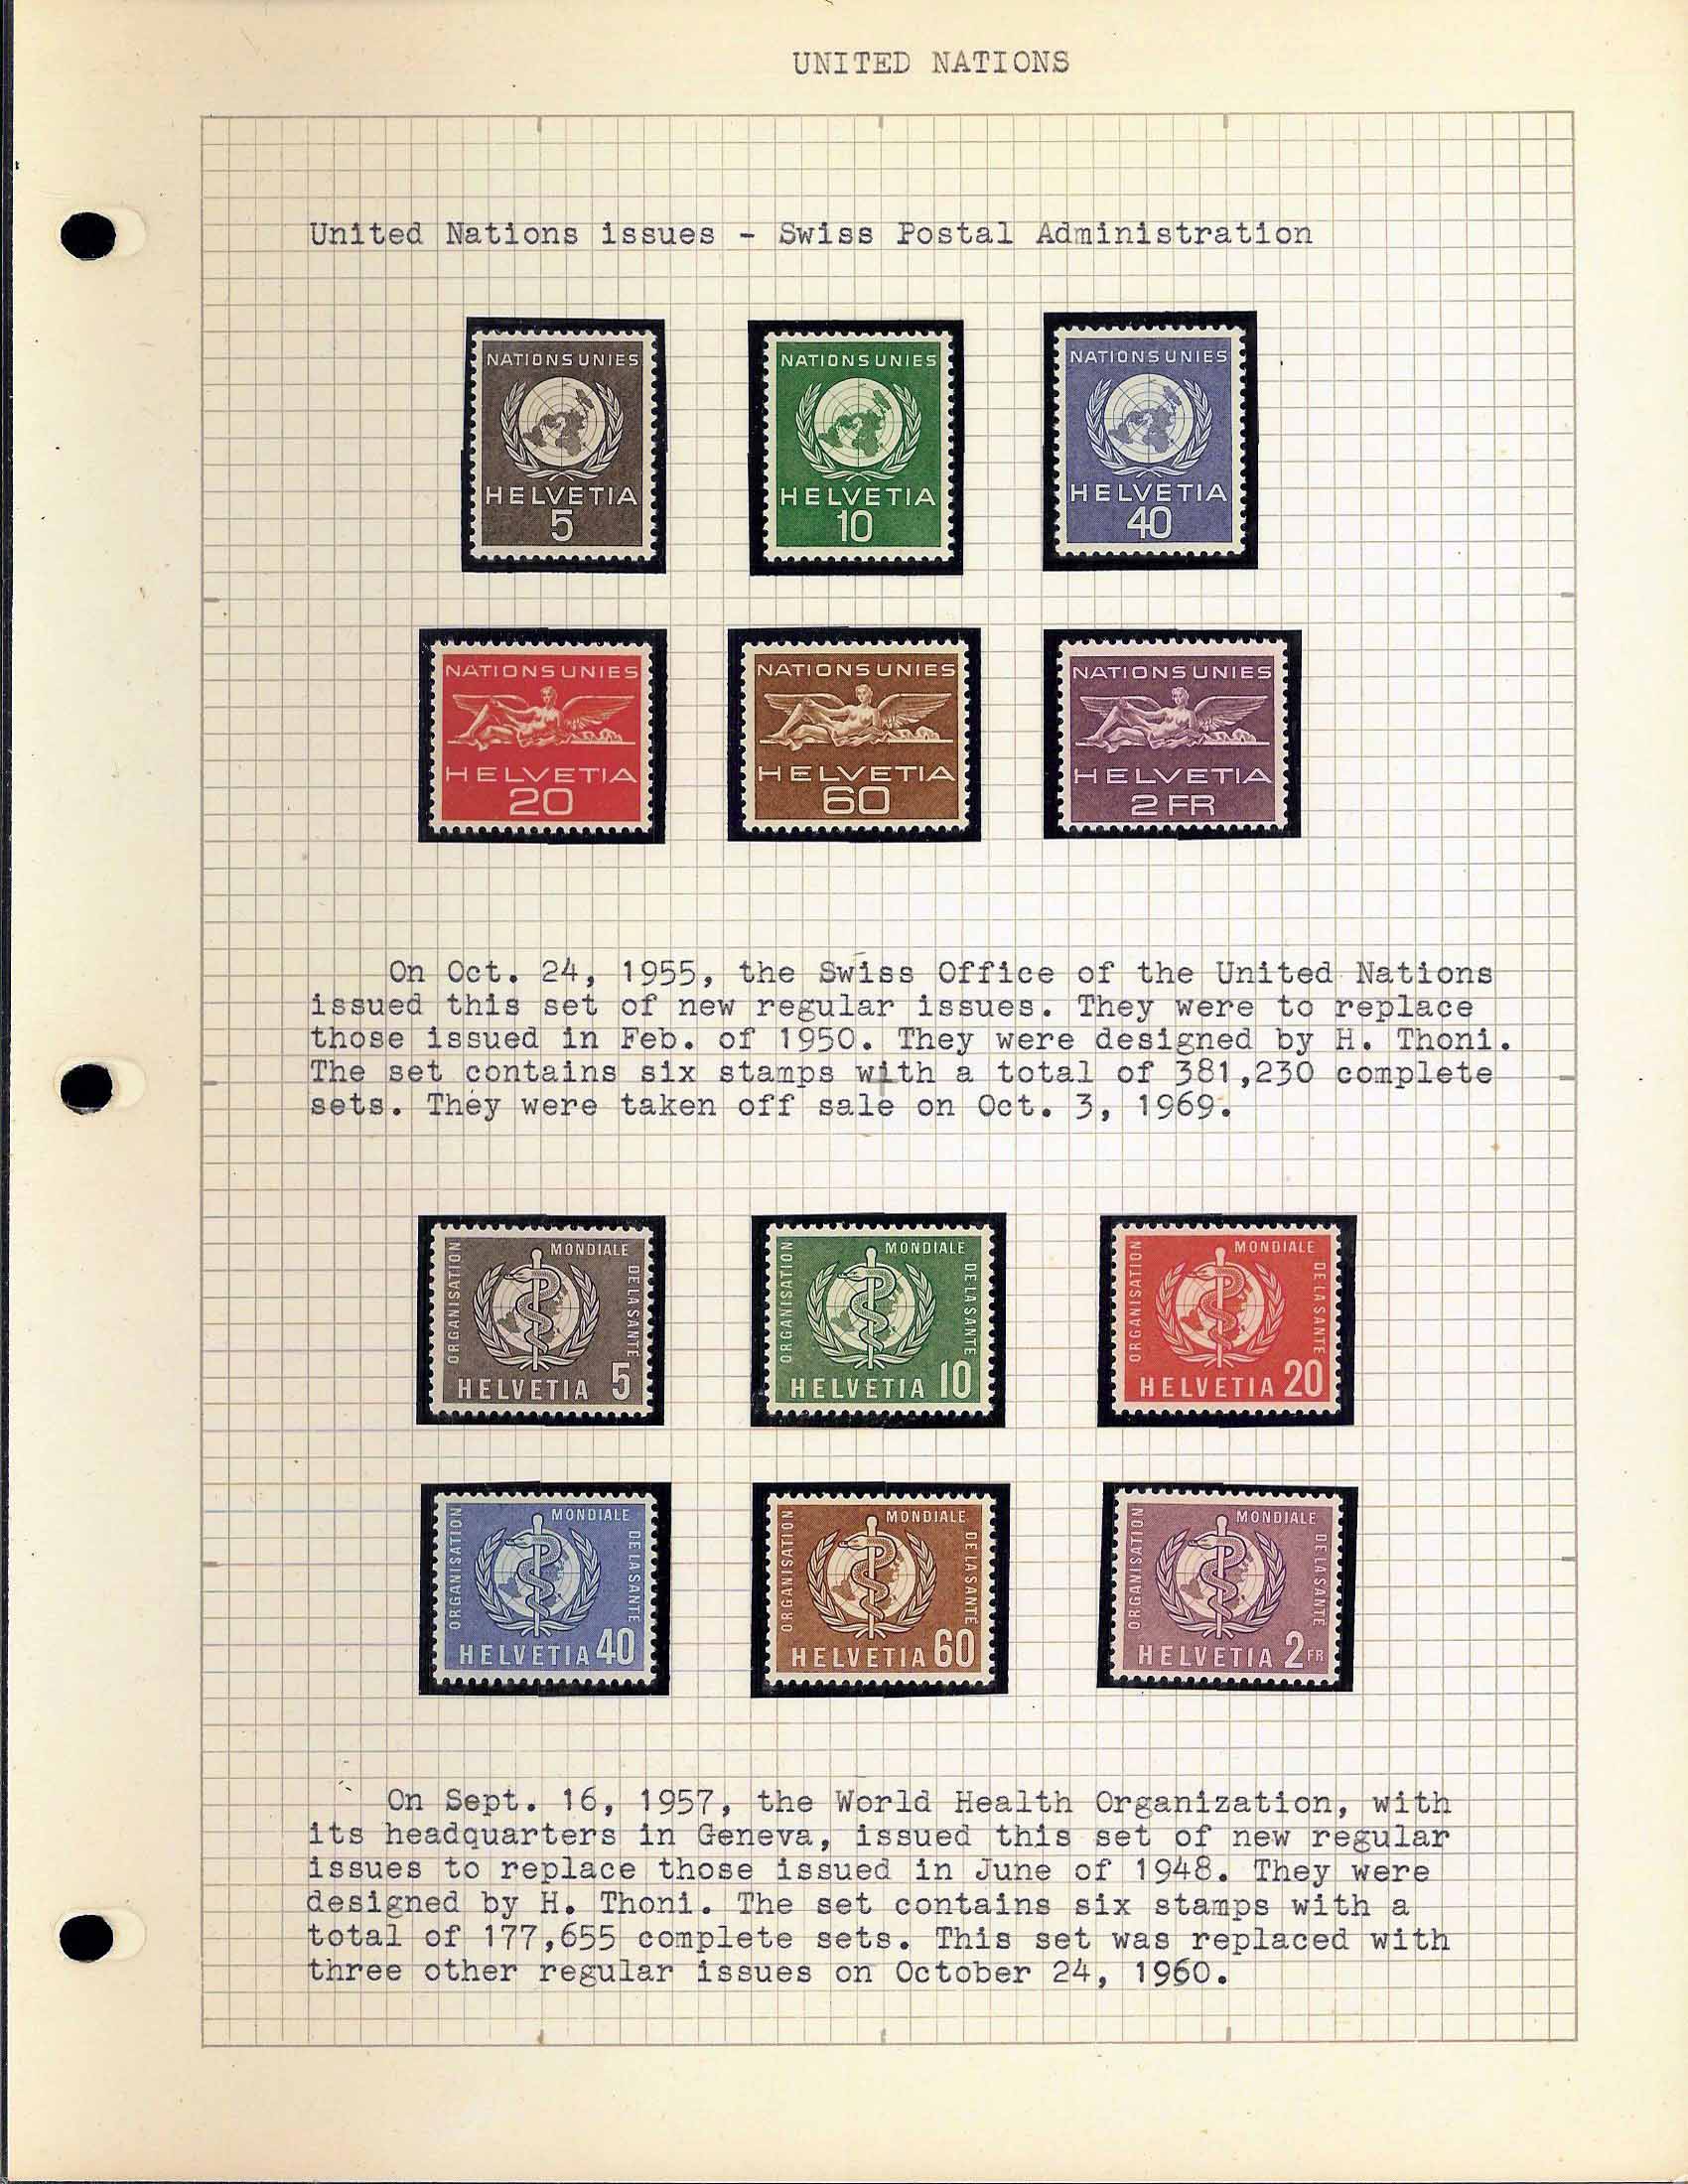 UNITED NATIONS
United Nations issues - Swiss Postal Administration
NATIONS UNIES
HELVETIA
5
NATIONS UNIES
HELVETIA
10
NATIONS UNIES
HELVETIA
40
NATIONS UNIES
HELVETIA
20
NATIONS UNIES
HELVETIA
60
NATIONS UNIES
HELVETIA
2 FR
On Oct. 24, 1955, the Swiss Office of the United Nations
issued this set of new regular issues. They were to replace
those issued in Feb. of 1950. They were designed by H. Thoni.
The set contains six stamps with a total of 381,230 complete
sets. They were taken off sale on Oct. 3, 1969.
ORGANISATION
MONDIALE
DE LA SANTE
HELVETIA 5
ORGANISATION
MONDIALE
DE LA SANTE
HELVETIA 10
ORGANISATION
MONDIALE
DE LA SANTE
HELVETIA 20
ORGANISATION
MONDIALE
DE LA SANTE
HELVETIA 40
ORGANISATION
MONDIALE
DE LA SANTE
HELVETIA 60
ORGANISATION
MONDIALE
DE LA SANTE
HELVETIA 2 FR
On Sept. 16, 1957, the World Health Organization, with
its headquarters in Geneva, issued this set of new regular
issues to replace those issued in June of 1948. They were
designed by H. Thoni. The set contains six stamps with a
total of 177,655 complete sets. This set was replaced with
three other regular issues on October 24, 1960.